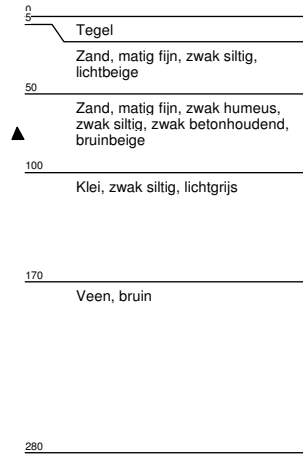 0
5
Tegel
Zand, matig fijn, zwak siltig,
lichtbeige
50
Zand, matig fijn, zwak humeus,
zwak siltig, zwak betonhoudend,
bruinbeige
100
Klei, zwak siltig, lichtgrijs
170
Veen, bruin
280